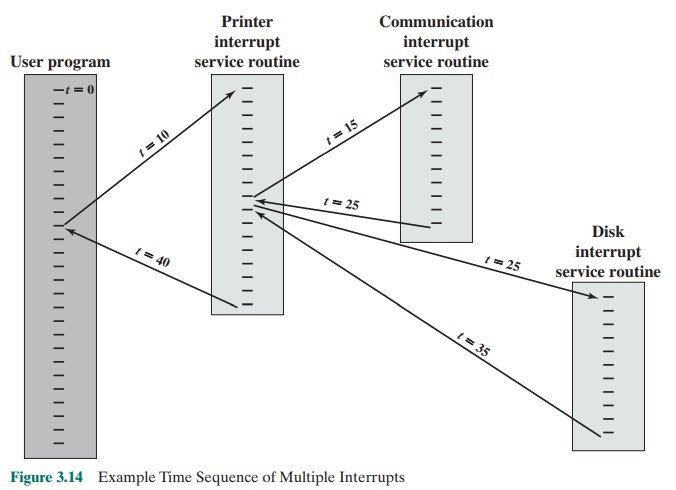 Printer
interrupt
service routine
Communication
interrupt
service routine
User program
t = 0
t = 10
t = 15
t = 25
t = 40
t = 25
Disk
interrupt
service routine
t = 35
Figure 3.14 Example Time Sequence of Multiple Interrupts